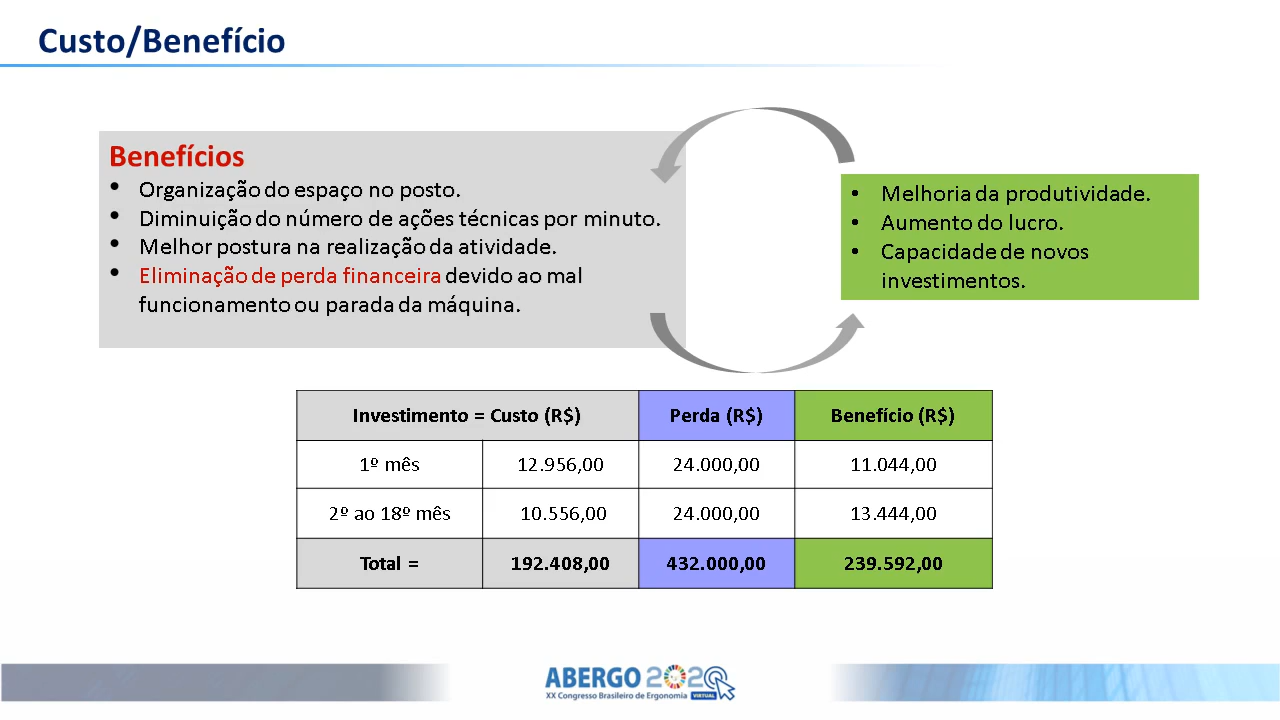 Custo/Benefício
Benefícios
• Organização do espaço no posto.
• Diminuição do número de ações técnicas por minuto.
• Melhor postura na realização da atividade.
• Eliminação de perda financeira devido ao mal
funcionamento ou parada da máquina.
• Melhoria da produtividade.
• Aumento do lucro.
• Capacidade de novos
investimentos.
Investimento = Custo (R$) Perda (R$) Benefício (R$)
1º mês 12.956,00 24.000,00 11.044,00
2º ao 18º mês 10.556,00 24.000,00 13.444,00
Total = 192.408,00 432.000,00 239.592,00
ABERGO 2020
XX Congresso Brasileiro de Ergonomia VIRTUAL